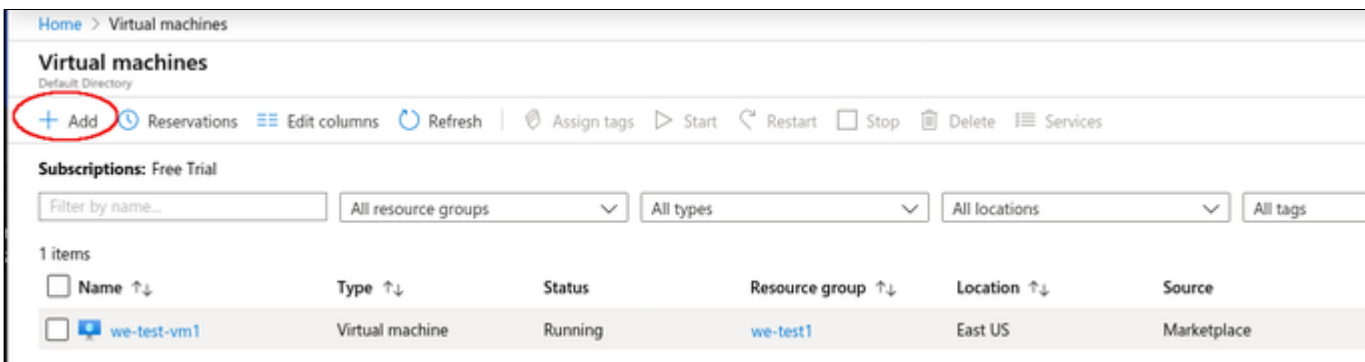 Home > Virtual machines
Virtual machines
Default Directory
+ Add Reservations Edit columns Refresh Assign tags Start Restart Stop Delete Services
Subscriptions: Free Trial
Filter by name... All resource groups All types All locations All tags
1 items
Name ↑↓ Type ↑↓ Status Resource group ↑↓ Location ↑↓ Source
we-test-vm1 Virtual machine Running we-test1 East US Marketplace